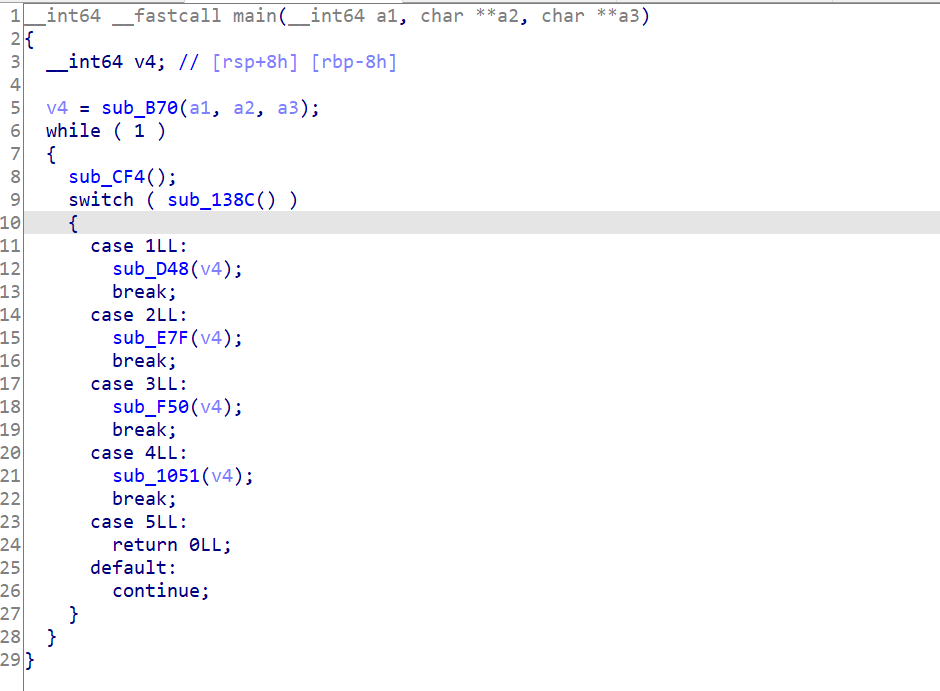 1 __int64 __fastcall main(__int64 a1, char **a2, char **a3)
2 {
3   __int64 v4; // [rsp+8h] [rbp-8h]
4
5   v4 = sub_B70(a1, a2, a3);
6   while ( 1 )
7   {
8     sub_CF4();
9     switch ( sub_138C() )
10     {
11       case 1LL:
12         sub_D48(v4);
13         break;
14       case 2LL:
15         sub_E7F(v4);
16         break;
17       case 3LL:
18         sub_F50(v4);
19         break;
20       case 4LL:
21         sub_1051(v4);
22         break;
23       case 5LL:
24         return 0LL;
25       default:
26         continue;
27     }
28   }
29 }